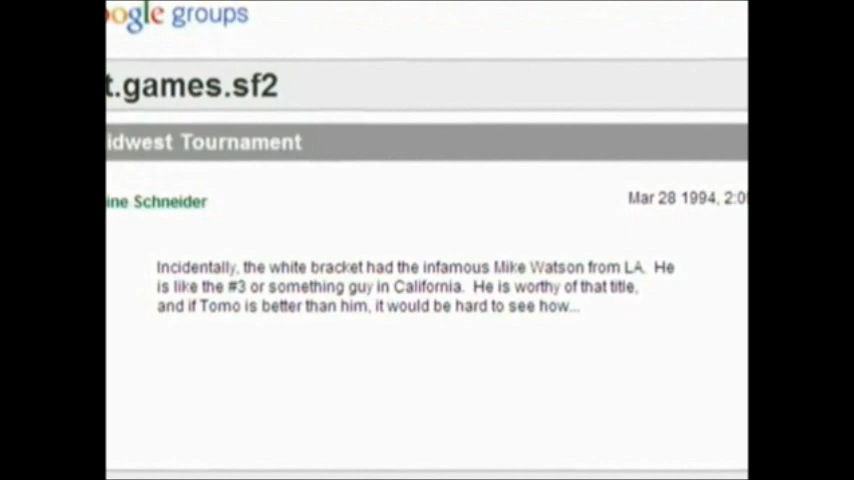 oogle groups
t.games.sf2
idwest Tournament
ine Schneider
Mar 28 1994, 2:0
Incidentally, the white bracket had the infamous Mike Watson from LA. He
is like the #3 or something guy in California. He is worthy of that title,
and if Tomo is better than him, it would be hard to see how...